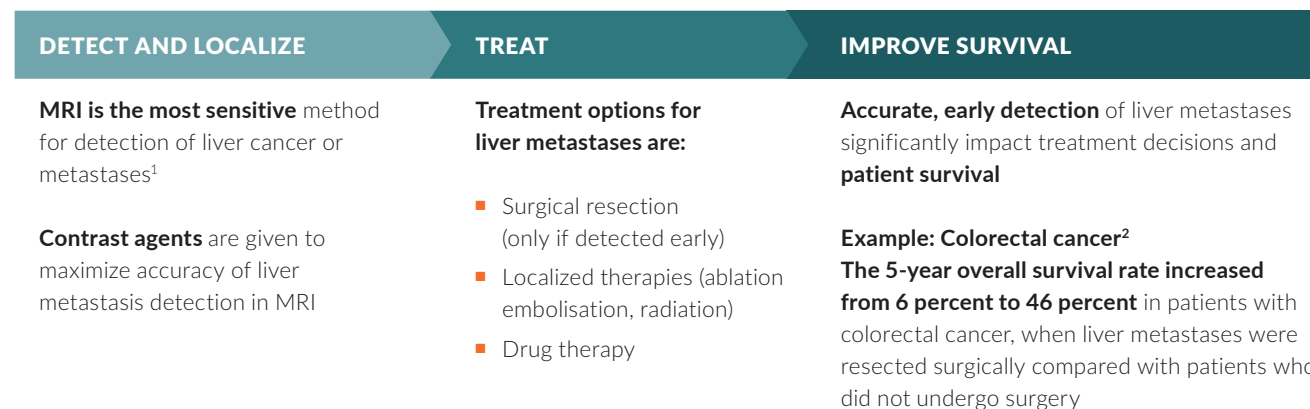 DETECT AND LOCALIZE
MRI is the most sensitive method
for detection of liver cancer or
metastases¹
Contrast agents are given to
maximize accuracy of liver
metastasis detection in MRI
TREAT
Treatment options for
liver metastases are:
■ Surgical resection
(only if detected early)
■ Localized therapies (ablation
embolisation, radiation)
■ Drug therapy
IMPROVE SURVIVAL
Accurate, early detection of liver metastases
significantly impact treatment decisions and
patient survival
Example: Colorectal cancer²
The 5-year overall survival rate increased
from 6 percent to 46 percent in patients with
colorectal cancer, when liver metastases were
resected surgically compared with patients who
did not undergo surgery